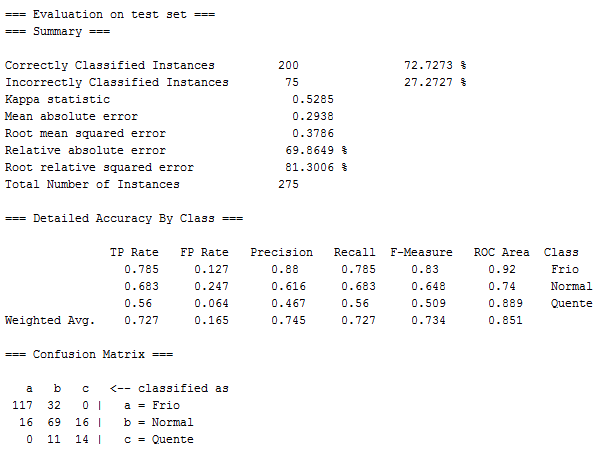 === Evaluation on test set ===
=== Summary ===
Correctly Classified Instances 200 72.7273 %
Incorrectly Classified Instances 75 27.2727 %
Kappa statistic 0.5285
Mean absolute error 0.2938
Root mean squared error 0.3786
Relative absolute error 69.8649 %
Root relative squared error 81.3006 %
Total Number of Instances 275
=== Detailed Accuracy By Class ===
TP Rate FP Rate Precision Recall F-Measure ROC Area Class
0.785 0.127 0.88 0.785 0.83 0.92 Frio
0.683 0.247 0.616 0.683 0.648 0.74 Normal
0.56 0.064 0.467 0.56 0.509 0.889 Quente
Weighted Avg. 0.727 0.165 0.745 0.727 0.734 0.851
=== Confusion Matrix ===
a b c <-- classified as
117 32 0 | a = Frio
16 69 16 | b = Normal
0 11 14 | c = Quente